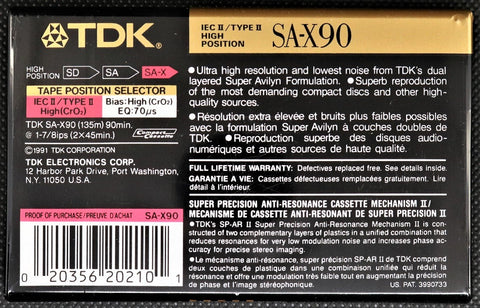 TDK
IEC II/TYPE II
HIGH
POSITION
SA-X90
HIGH
POSITION
SD
SA
SA-X
TAPE POSITION SELECTOR
IEC II/TYPE II
High(CrO₂)
Bias: High(CrO₂)
EQ:70µs
TDK SA-X90 (135m) 90min.
@ 1-7/8ips (2X45min.)
Compact
Cassette
©1991 TDK CORPORATION
TDK ELECTRONICS CORP.
12 Harbor Park Drive, Port Washington,
N.Y. 11050 U.S.A.
PROOF OF PURCHASE/PREUVE D'ACHAT
SA-X90
0 20356 20210 1
●Ultra high resolution and lowest noise from TDK's dual
layered Super Avilyn Formulation. ●Superb reproduction
of the most demanding compact discs and other high-
quality sources.
●Résolution extra élevée et bruits plus faibles possibles
avec la formulation Super Avilyn à couches doubles de
TDK. ●Reproduction superbe des disques audio-
numériques et autres sources de haute qualité.
FULL LIFETIME WARRANTY: Defectives replaced free. See details inside.
GARANTIE A VIE: Cassettes défectueuses remplacées gratuitement. Lire
détail à l'intérieur.
SUPER PRECISION ANTI-RESONANCE CASSETTE MECHANISM II/
MECANISME DE CASSETTE ANTI-RESONANT DE SUPER PRECISION II
●TDK's SP-AR II Super Precision Anti-Resonance Mechanism II is con-
structed of two complementary layers of plastics in a unified combination that
reduces resonances for very low modulation noise and increases phase ac-
curacy for precise stereo imaging.
●Le mécanisme anti-résonance, super précision SP-AR II de TDK comprend
deux couches de plastique dans une combinaison unifiée qui réduit la
résonance et offre une modulation très faible tout en augmentant la précision
de phase et l'image stéréophonique.
US PAT. 3990733